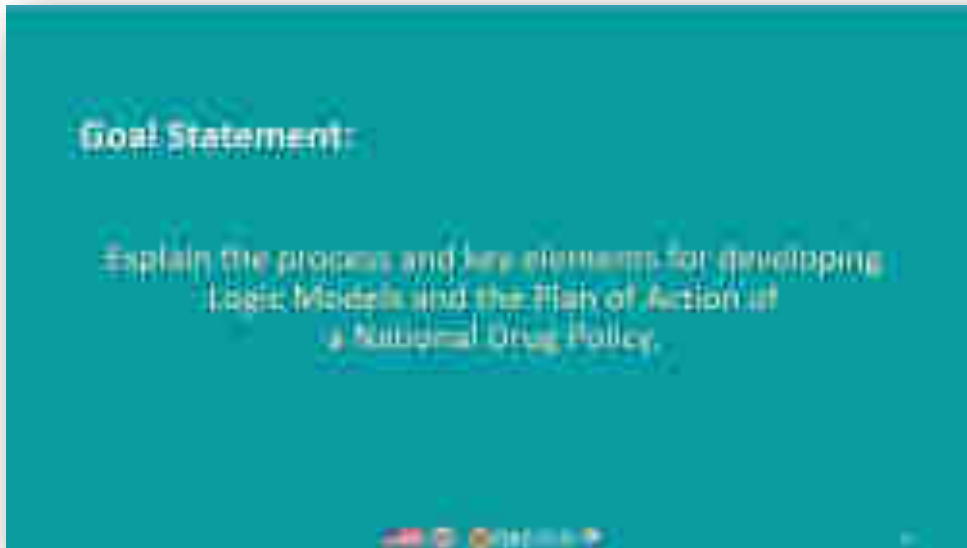 Goal Statement:
Explain the process and key elements for developing
Logic Models and the Plan of Action of
a National Drug Policy.